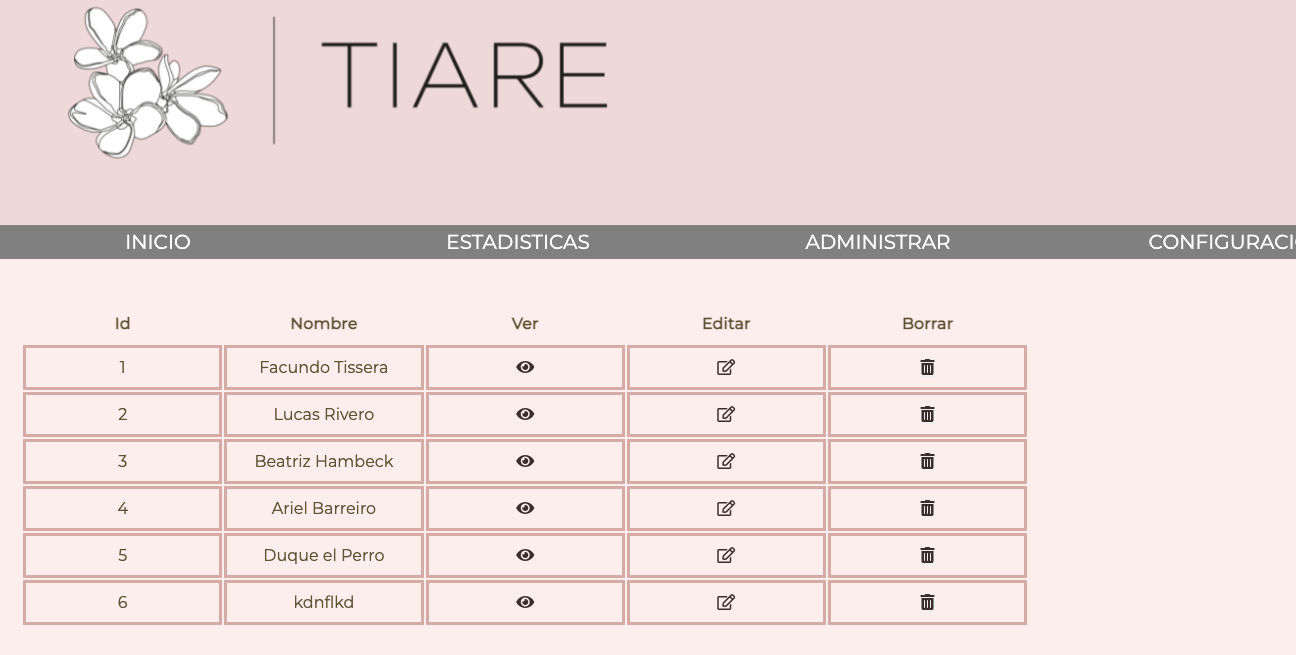 TIARE
INICIO ESTADISTICAS ADMINISTRAR CONFIGURACI
Id Nombre Ver Editar Borrar
1 Facundo Tissera
2 Lucas Rivero
3 Beatriz Hambeck
4 Ariel Barreiro
5 Duque el Perro
6 kdnflkd